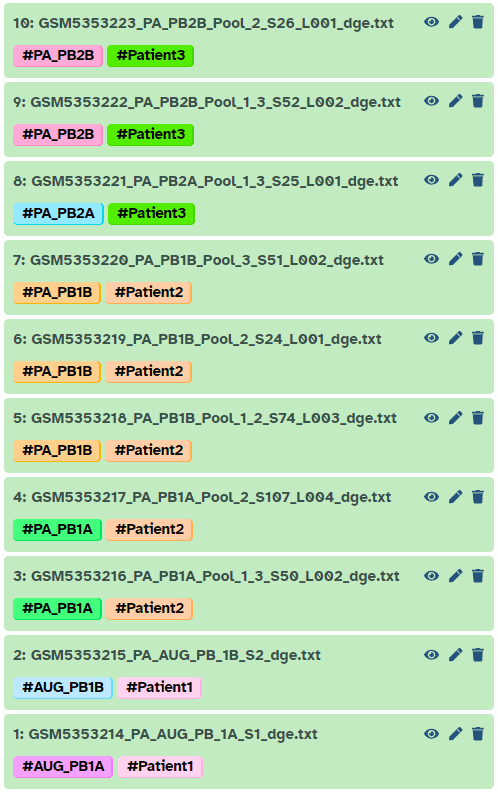 10: GSM5353223_PA_PB2B_Pool_2_S26_L001_dge.txt
#PA_PB2B #Patient3
9: GSM5353222_PA_PB2B_Pool_1_3_S52_L002_dge.txt
#PA_PB2B #Patient3
8: GSM5353221_PA_PB2A_Pool_1_3_S25_L001_dge.txt
#PA_PB2A #Patient3
7: GSM5353220_PA_PB1B_Pool_3_S51_L002_dge.txt
#PA_PB1B #Patient2
6: GSM5353219_PA_PB1B_Pool_2_S24_L001_dge.txt
#PA_PB1B #Patient2
5: GSM5353218_PA_PB1B_Pool_1_2_S74_L003_dge.txt
#PA_PB1B #Patient2
4: GSM5353217_PA_PB1A_Pool_2_S107_L004_dge.txt
#PA_PB1A #Patient2
3: GSM5353216_PA_PB1A_Pool_1_3_S50_L002_dge.txt
#PA_PB1A #Patient2
2: GSM5353215_PA_AUG_PB_1B_S2_dge.txt
#AUG_PB1B #Patient1
1: GSM5353214_PA_AUG_PB_1A_S1_dge.txt
#AUG_PB1A #Patient1